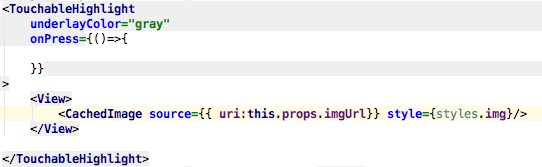 <TouchableHighlight
underlayColor="gray"
onPress={()=>{
}}
>
<View>
<CachedImage source={{ uri:this.props.imgUrl}} style={styles.img}/>
</View>
</TouchableHighlight>